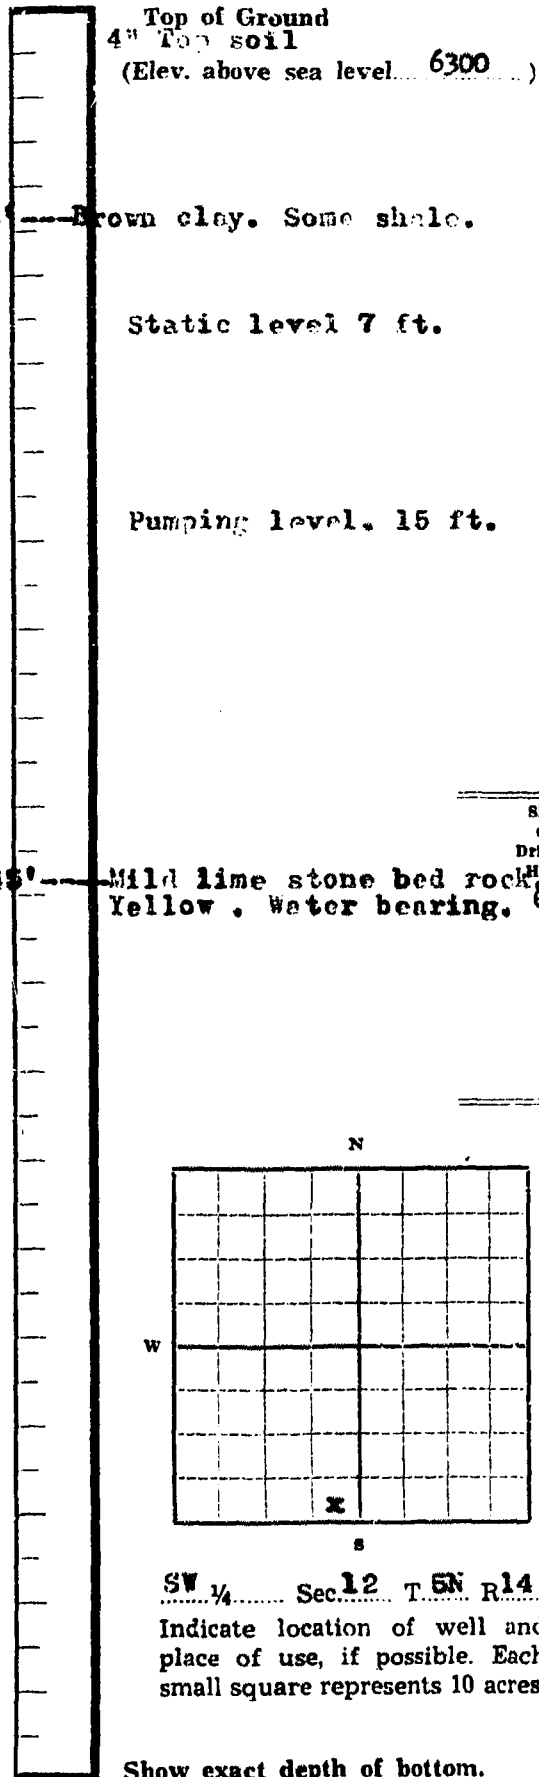 Top of Ground
4" Top soil
(Elev. above sea level 6300 )
Brown clay. Some shale.
Static level 7 ft.
Pumping level. 15 ft.
Mild lime stone bed rock
Yellow . Water bearing.
N
W
x
S
SW 1/4 Sec. 12 T 6N R 14
Indicate location of well and
place of use, if possible. Each
small square represents 10 acres
Show exact depth of bottom.